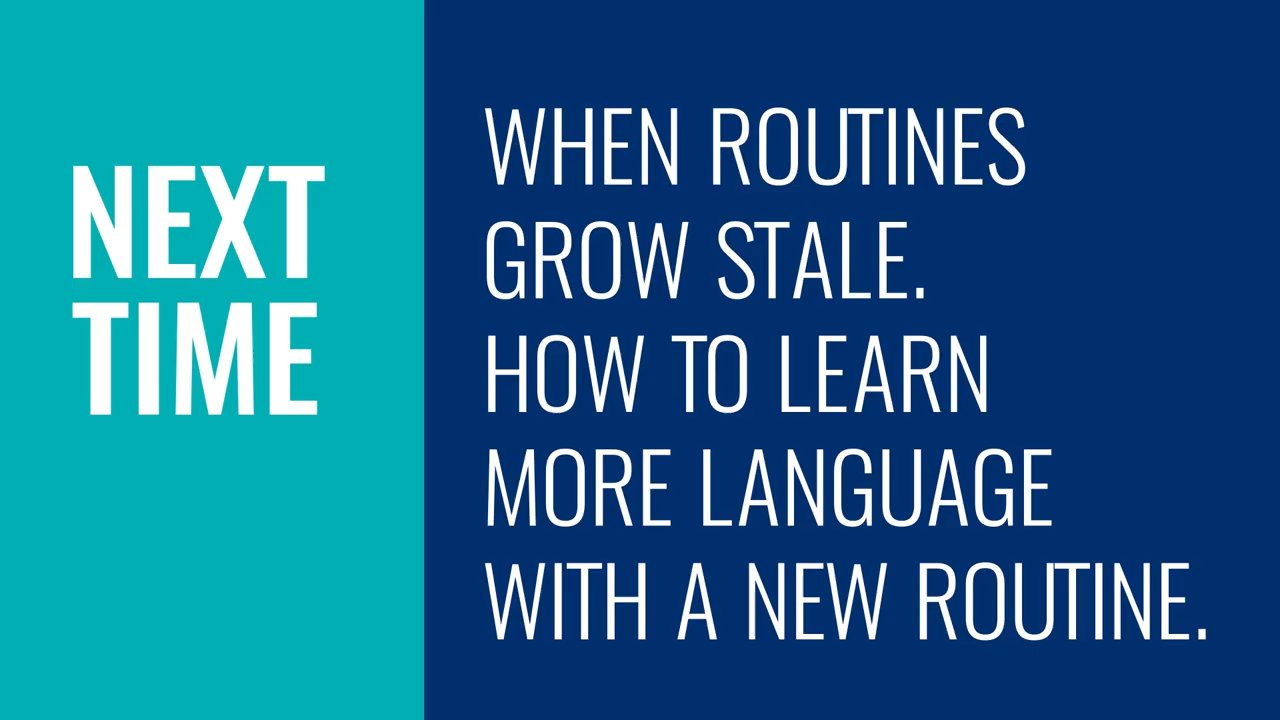 NEXT
TIME
WHEN ROUTINES
GROW STALE.
HOW TO LEARN
MORE LANGUAGE
WITH A NEW ROUTINE.